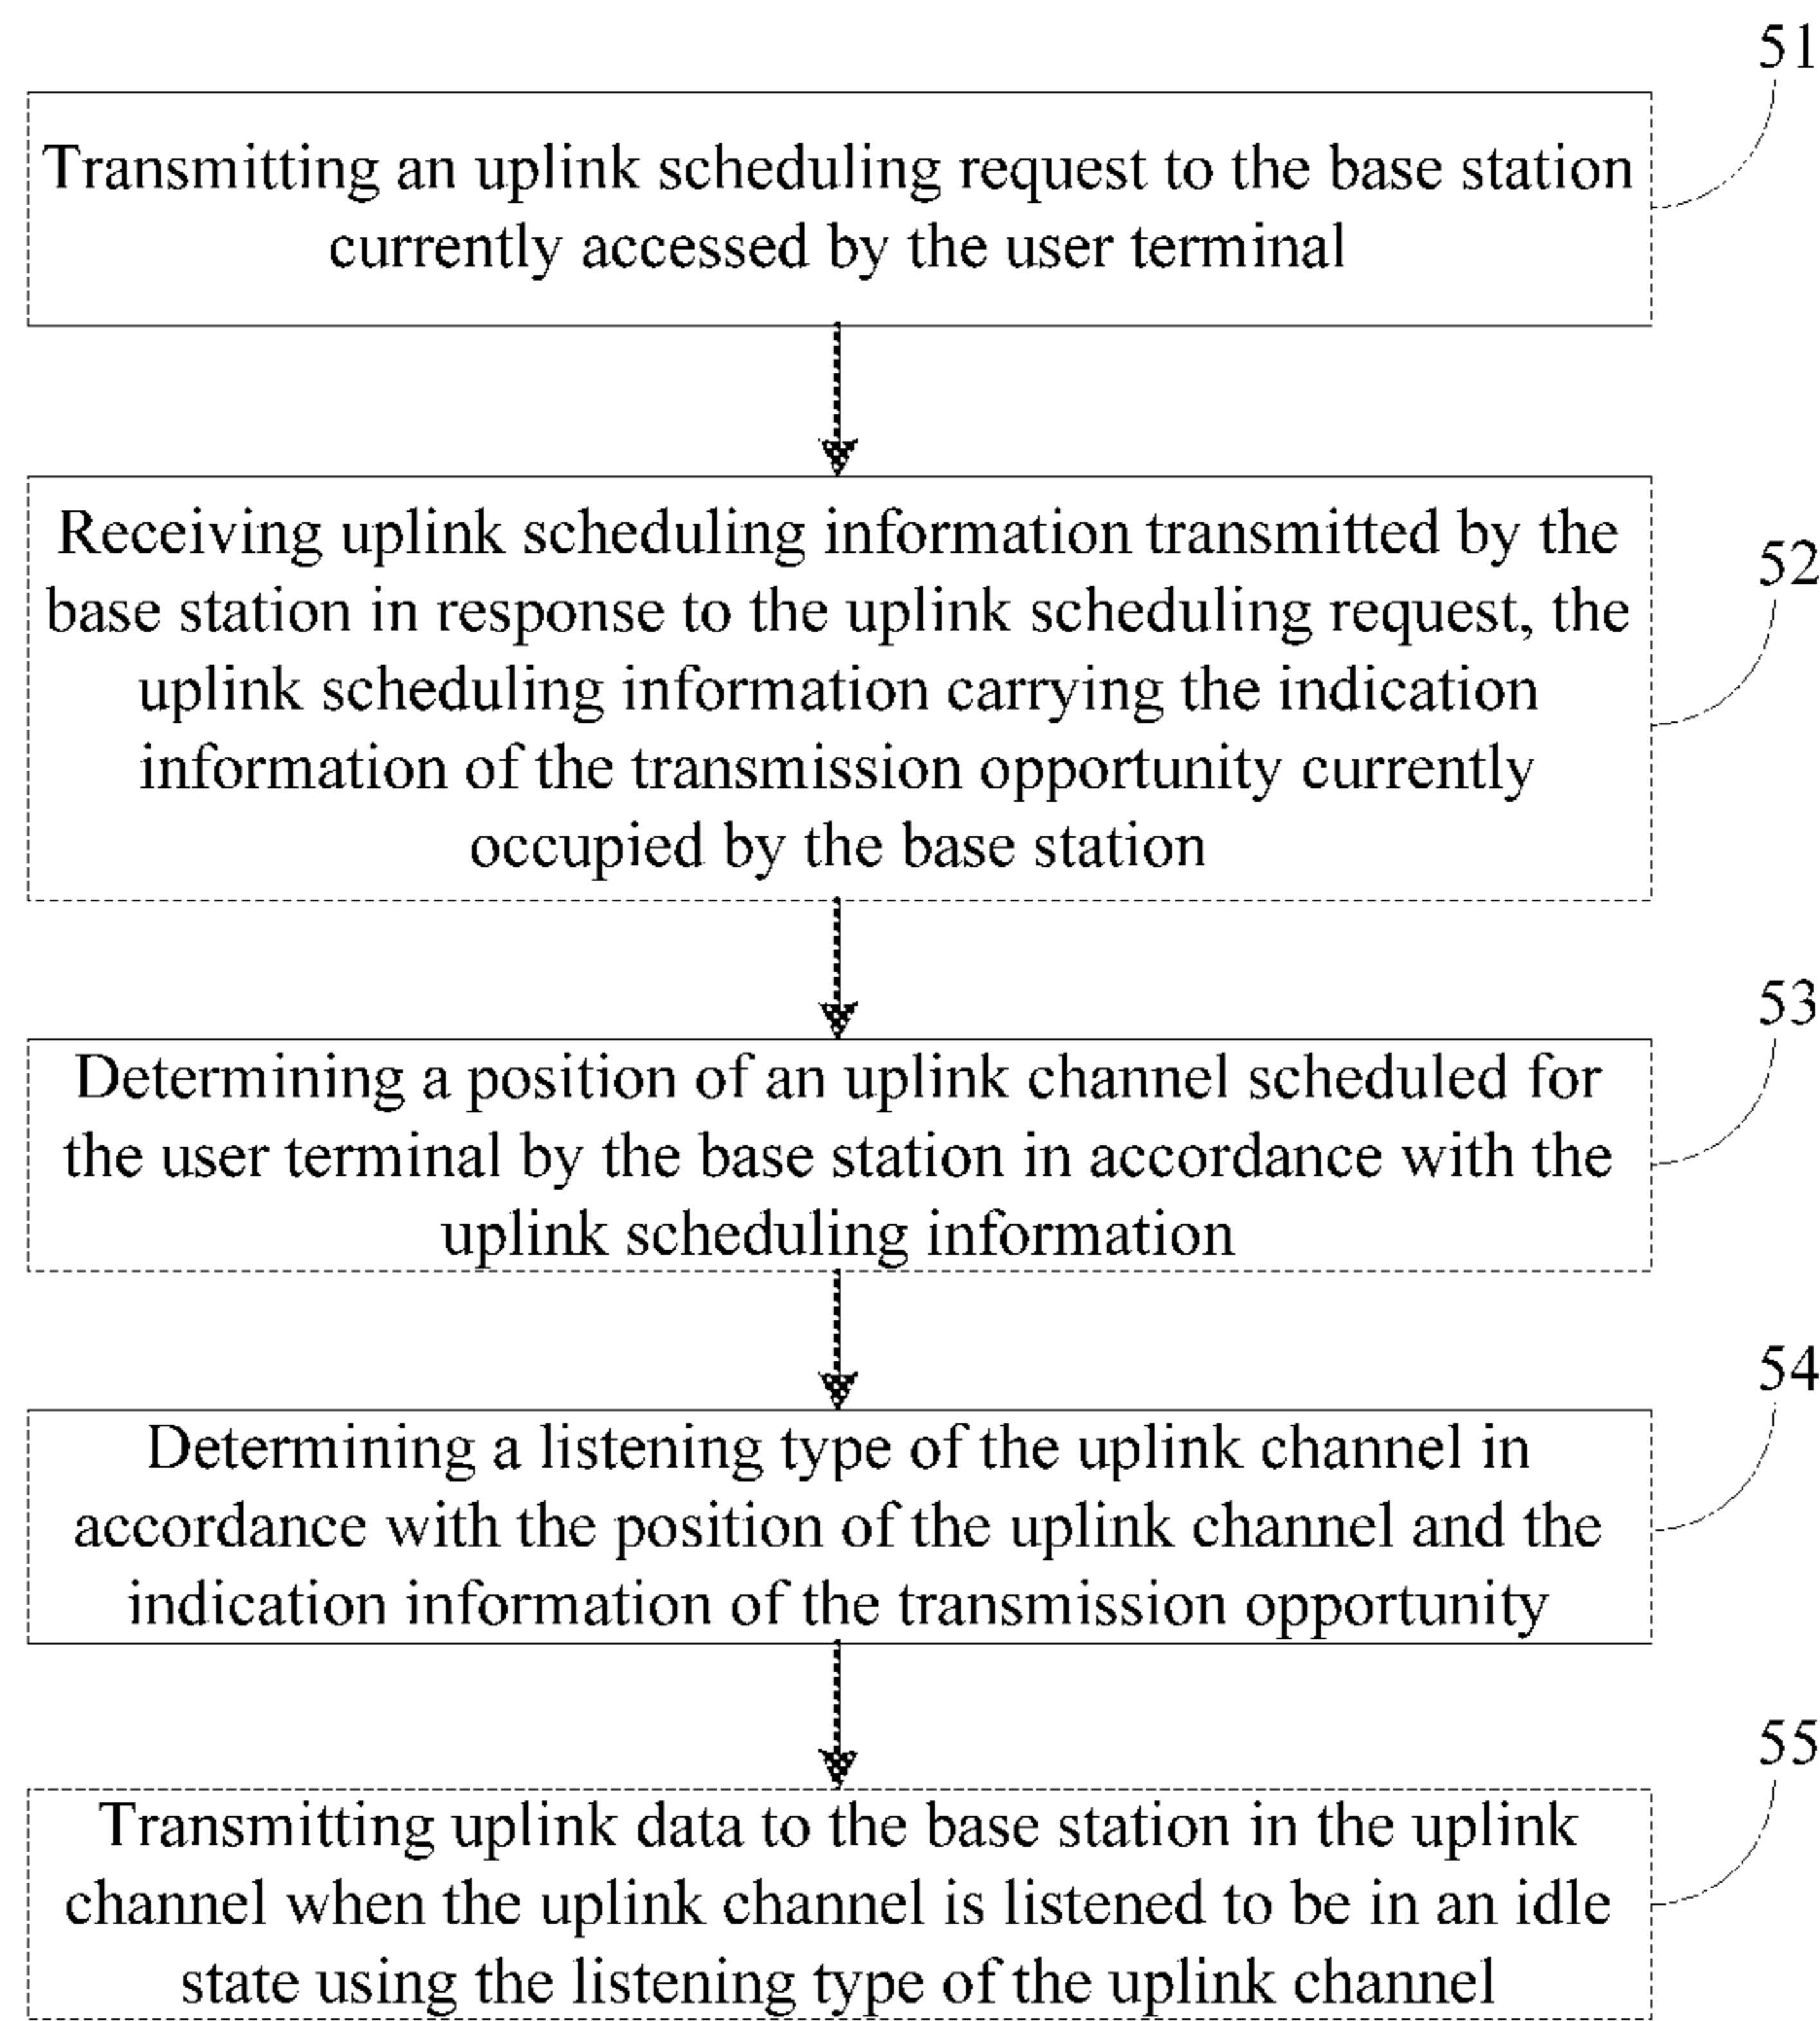 51
Transmitting an uplink scheduling request to the base station
currently accessed by the user terminal
52
Receiving uplink scheduling information transmitted by the
base station in response to the uplink scheduling request, the
uplink scheduling information carrying the indication
information of the transmission opportunity currently
occupied by the base station
53
Determining a position of an uplink channel scheduled for
the user terminal by the base station in accordance with the
uplink scheduling information
54
Determining a listening type of the uplink channel in
accordance with the position of the uplink channel and the
indication information of the transmission opportunity
55
Transmitting uplink data to the base station in the uplink
channel when the uplink channel is listened to be in an idle
state using the listening type of the uplink channel